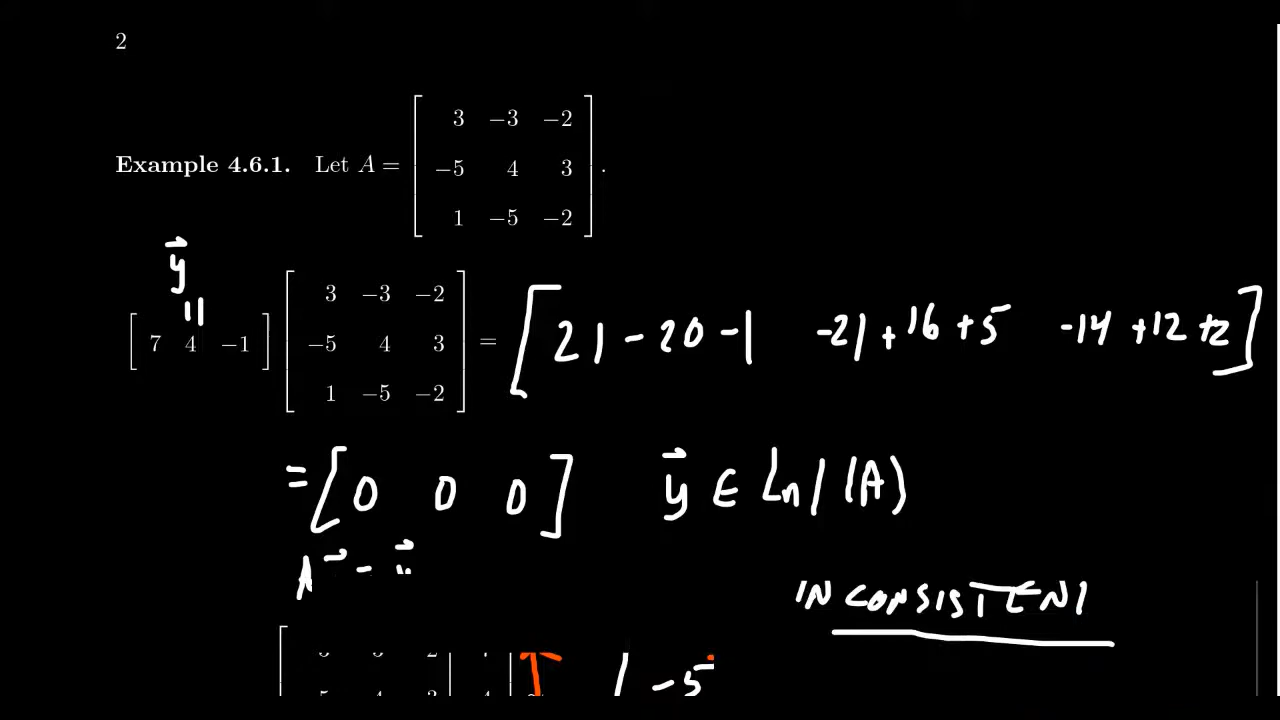 2
Example 4.6.1. Let A = [ 3 −3 −2
−5 4 3
1 −5 −2 ] .
y⃗
||
[ 7 4 −1 ] [ 3 −3 −2
−5 4 3
1 −5 −2 ] = [ 21 - 20 - 1 -21 + 16 + 5 -14 + 12 + 2 ]
= [ 0 0 0 ] y⃗ ∈ Lnl (A)
INCONSISTENT
- 5